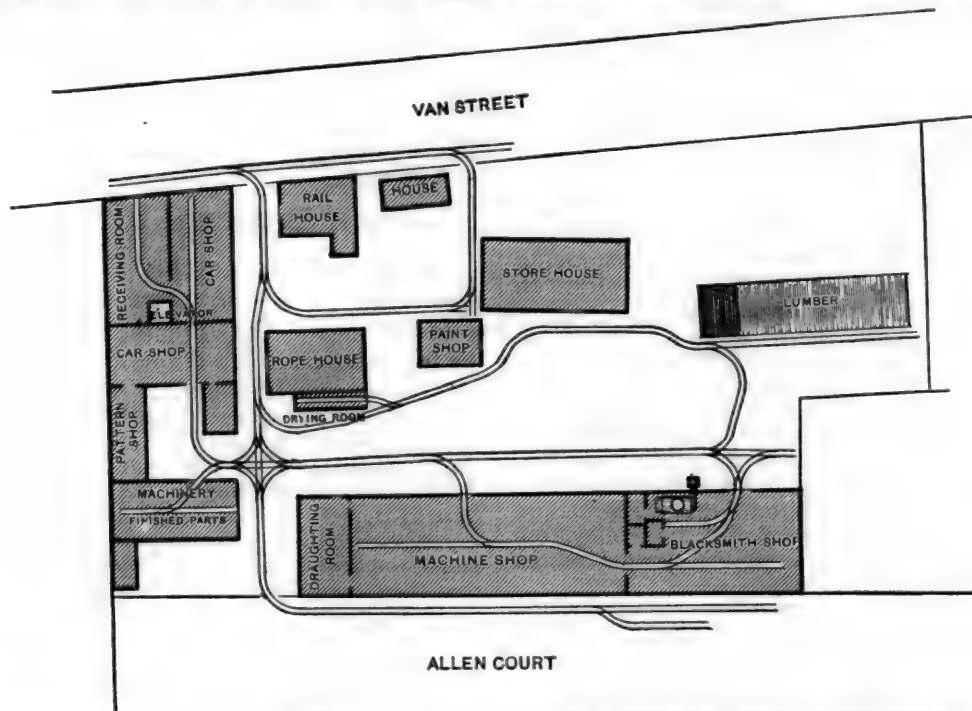 VAN STREET
RAIL
HOUSE
HOUSE
RECEIVING ROOM
CAR SHOP
STORE HOUSE
ELEVATOR
LUMBER
CAR SHOP
ROPE HOUSE
PAINT
SHOP
DRYING ROOM
PATTERN
SHOP
MACHINERY
FINISHED PARTS
DRAUGHTING
ROOM
MACHINE SHOP
BLACKSMITH SHOP
ALLEN COURT